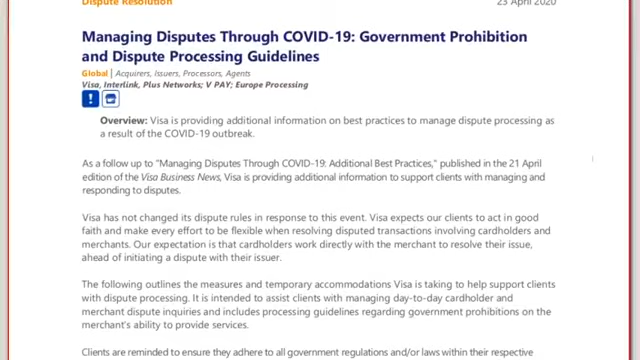 Dispute Resolution
23 April 2020
Managing Disputes Through COVID-19: Government Prohibition
and Dispute Processing Guidelines
Global | Acquirers, Issuers, Processors, Agents
Visa, Interlink, Plus Networks; V PAY; Europe Processing
Overview: Visa is providing additional information on best practices to manage dispute processing as
a result of the COVID-19 outbreak.
As a follow up to "Managing Disputes Through COVID-19: Additional Best Practices," published in the 21 April
edition of the Visa Business News, Visa is providing additional information to support clients with managing and
responding to disputes.
Visa has not changed its dispute rules in response to this event. Visa expects our clients to act in good
faith and make every effort to be flexible when resolving disputed transactions involving cardholders and
merchants. Our expectation is that cardholders work directly with the merchant to resolve their issue,
ahead of initiating a dispute with their issuer.
The following outlines the measures and temporary accommodations Visa is taking to help support clients
with dispute processing. It is intended to assist clients with managing day-to-day cardholder and
merchant dispute inquiries and includes processing guidelines regarding government prohibitions on the
merchant's ability to provide services.
Clients are reminded to ensure they adhere to all government regulations and/or laws within their respective